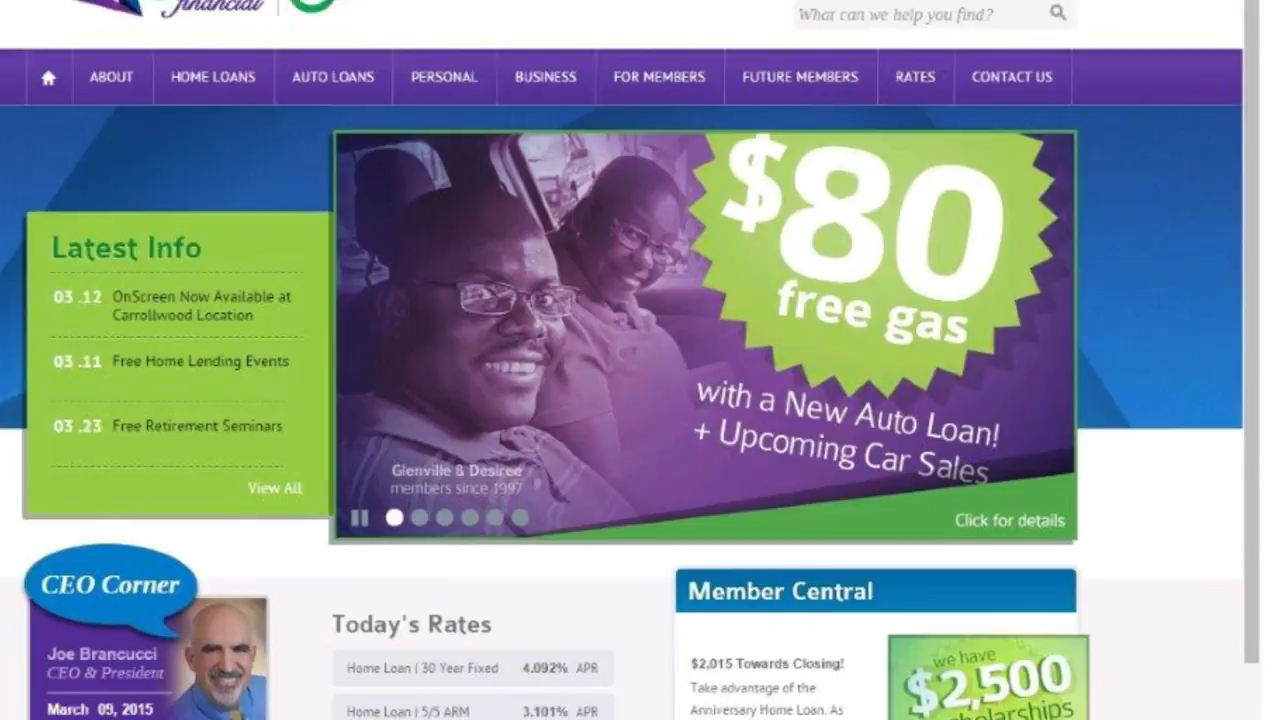 financial
What can we help you find?
ABOUT
HOME LOANS
AUTO LOANS
PERSONAL
BUSINESS
FOR MEMBERS
FUTURE MEMBERS
RATES
CONTACT US
$80
free gas
with a New Auto Loan!
+ Upcoming Car Sales
Glenville & Desiree
members since 1997
Click for details
Latest Info
03 .12 OnScreen Now Available at
Carrollwood Location
03 .11 Free Home Lending Events
03 .23 Free Retirement Seminars
View All
CEO Corner
Joe Brancucci
CEO & President
March 09, 2015
Today's Rates
Home Loan | 30 Year Fixed 4.092% APR
Home Loan | 5/5 ARM 3.101% APR
Member Central
$2,015 Towards Closing!
Take advantage of the
Anniversary Home Loan. As
we have
$2,500
scholarships